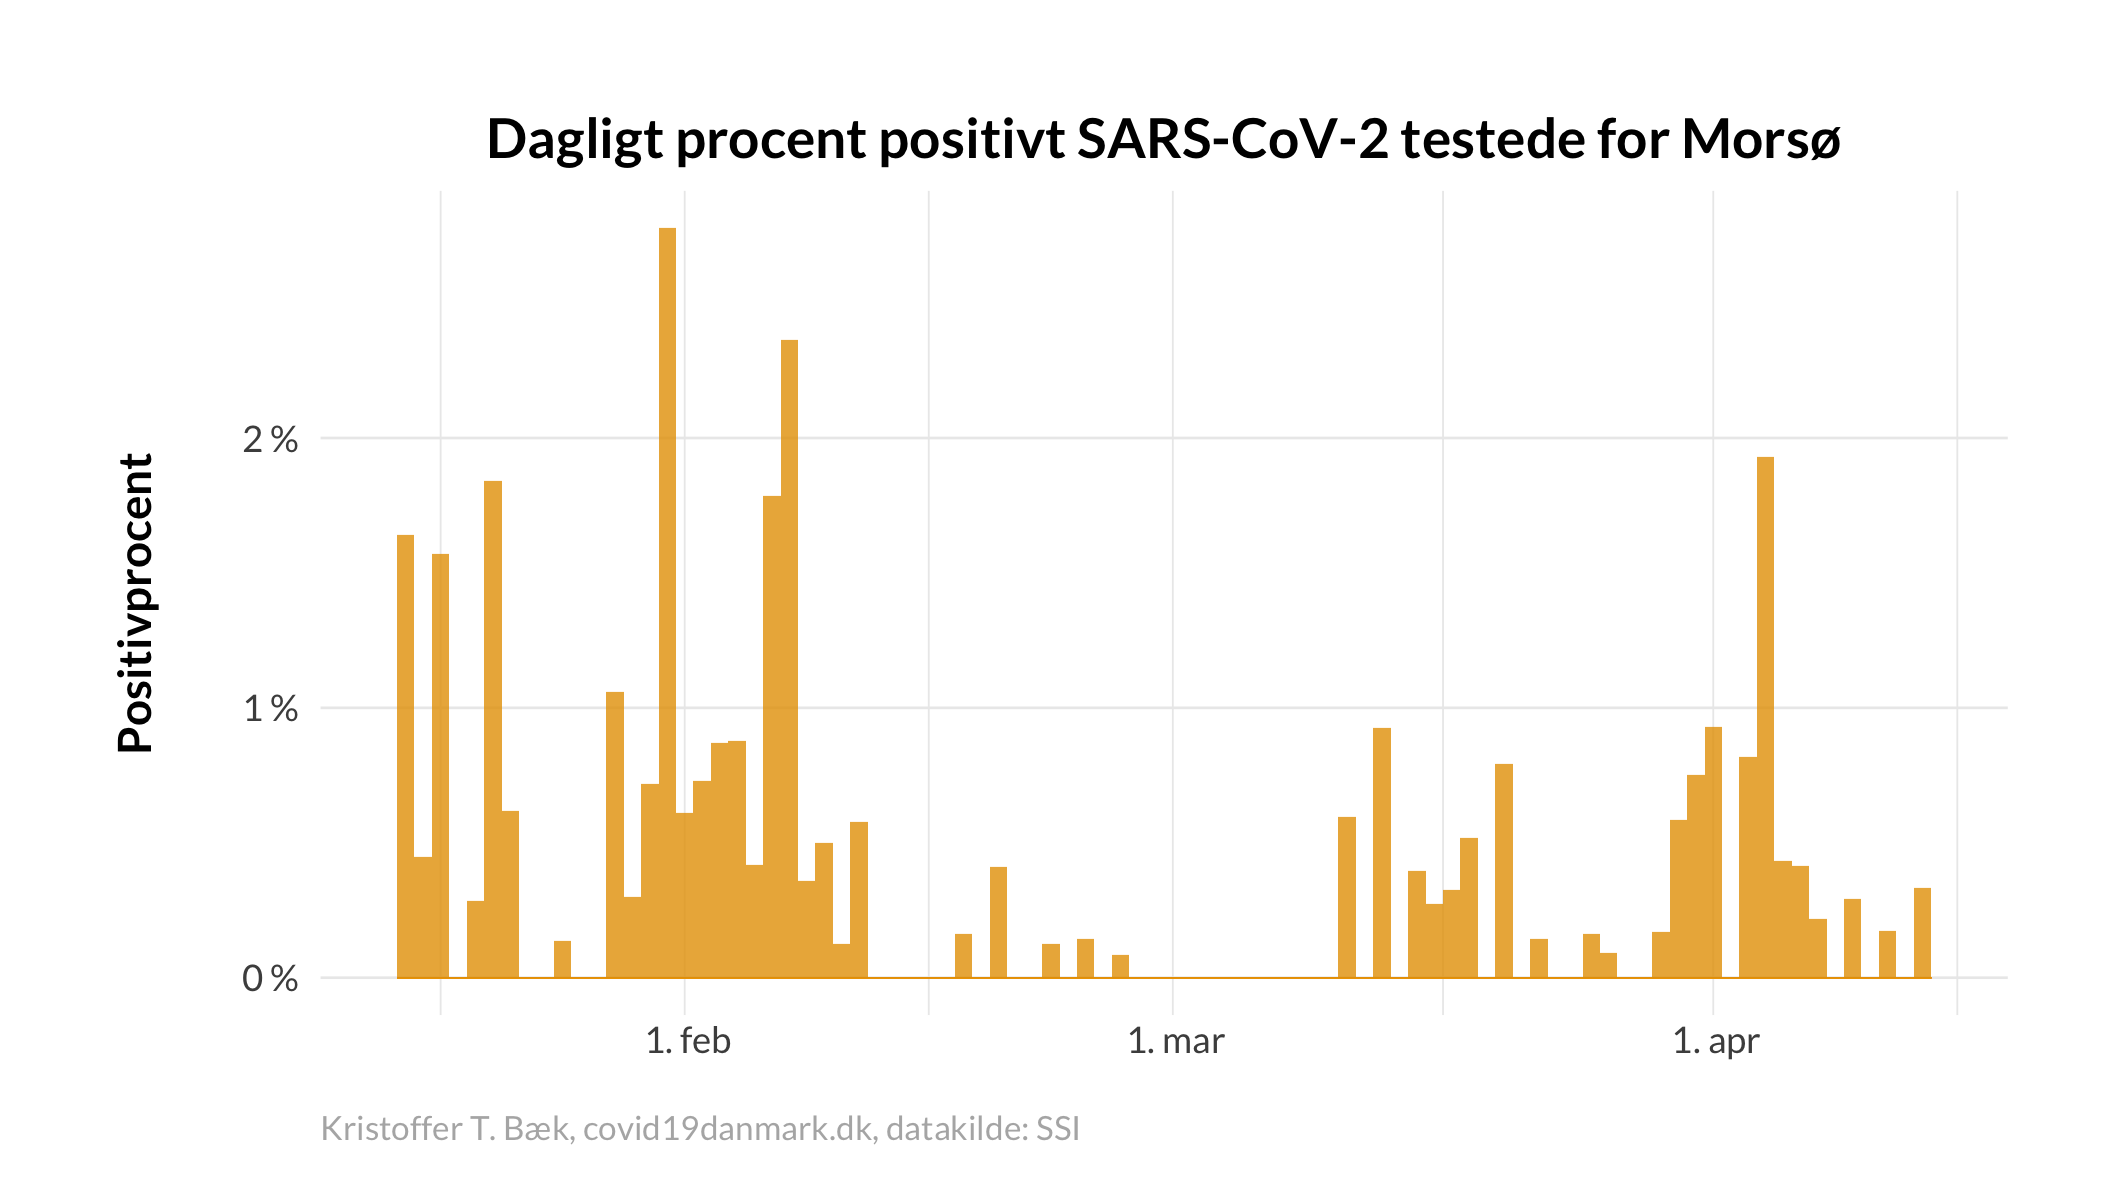 Dagligt procent positivt SARS-CoV-2 testede for Morsø
Positivprocent
2 %
1 %
0 %
1. feb
1. mar
1. apr
Kristoffer T. Bæk, covid19danmark.dk, datakilde: SSI